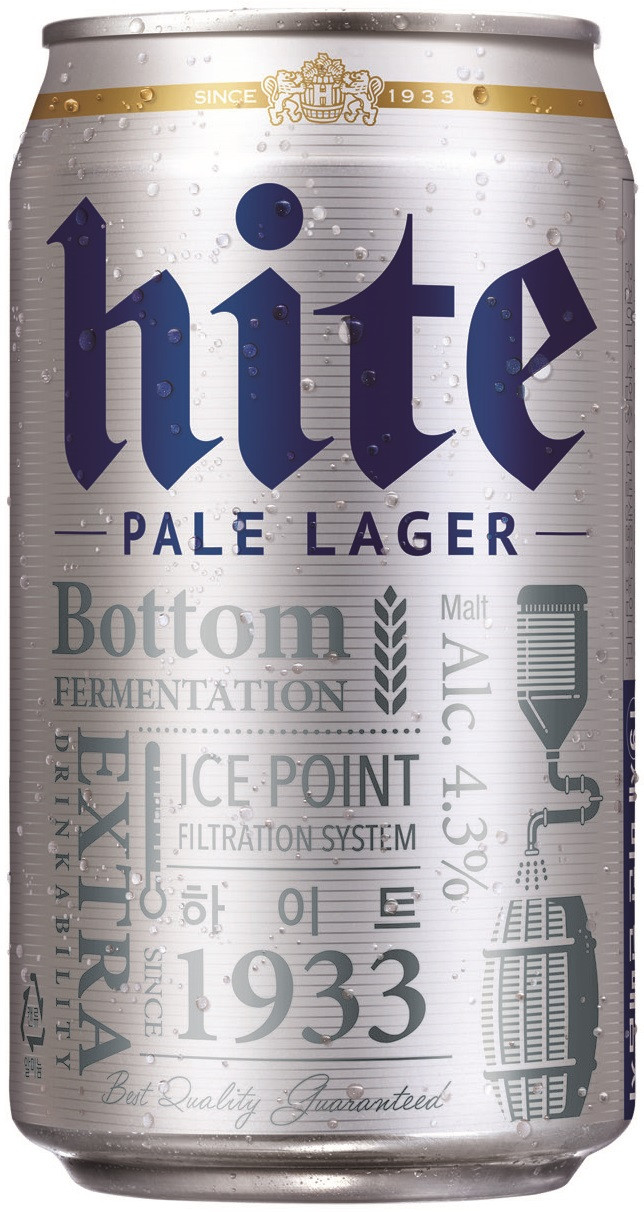 SINCE 1933
hite
PALE LAGER
Bottom
FERMENTATION
Malt
Alc. 4.3%
EXTRA
DRINKABILITY
ICE POINT
FILTRATION SYSTEM
하이트
SINCE
1933
Best Quality Guaranteed